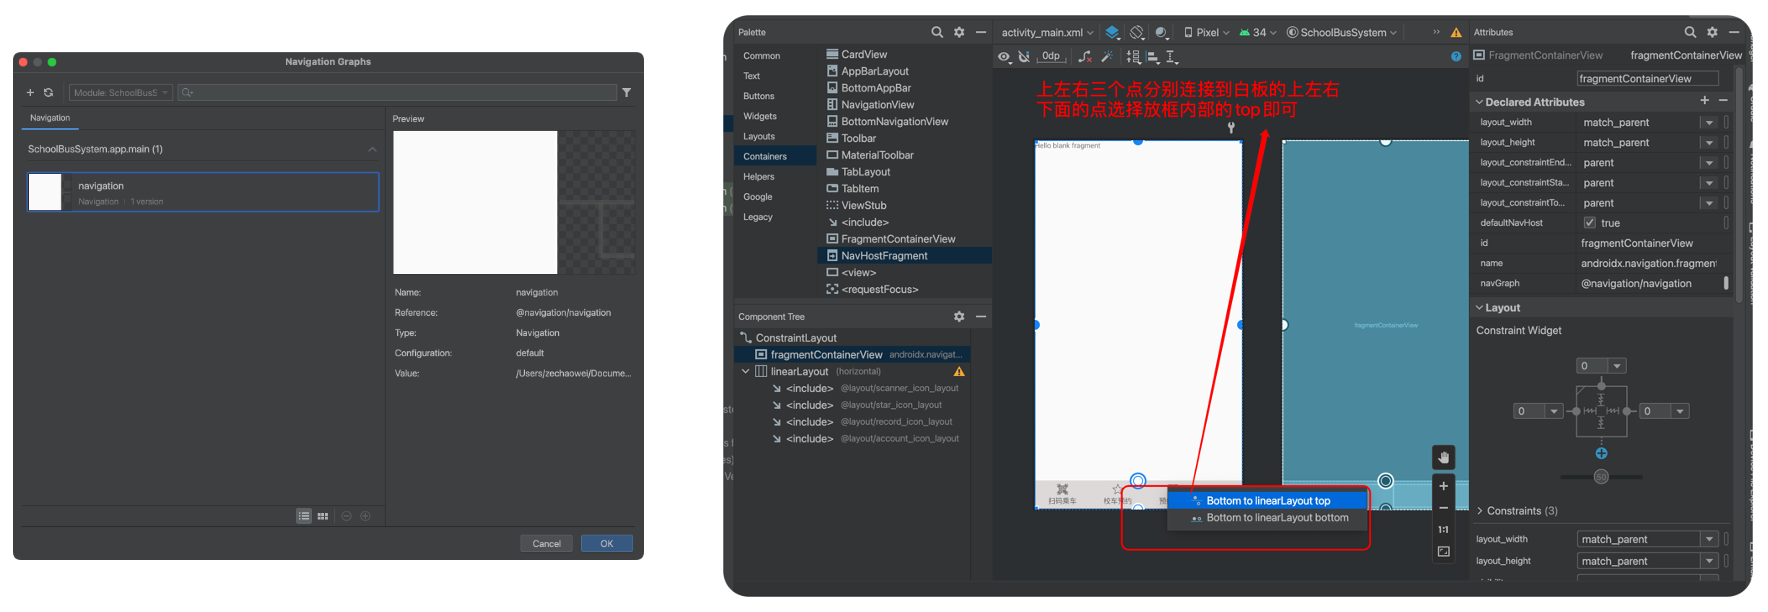 Navigation Graphs
Module: SchoolBusS
Navigation
SchoolBusSystem.app.main (1)
navigation
Navigation | 1 version
Preview
Name: navigation
Reference: @navigation/navigation
Type: Navigation
Configuration: default
Value: /Users/zechaowei/Docume...
Cancel
OK
Palette
Common
Text
Buttons
Widgets
Layouts
Containers
Helpers
Google
Legacy
CardView
AppBarLayout
BottomAppBar
NavigationView
BottomNavigationView
Toolbar
MaterialToolbar
TabLayout
TabItem
ViewStub
<include>
FragmentContainerView
NavHostFragment
<view>
<requestFocus>
Component Tree
ConstraintLayout
fragmentContainerView androidx.navigat...
linearLayout (horizontal)
<include> @layout/scanner_icon_layout
<include> @layout/star_icon_layout
<include> @layout/record_icon_layout
<include> @layout/account_icon_layout
activity_main.xml
Pixel
34
SchoolBusSystem
0dp
上左右三个点分别连接到白板的上左右
下面的点选择放框内部的top即可
Hello blank fragment
扫码乘车
校车预约
fragmentContainerView
Bottom to linearLayout top
Bottom to linearLayout bottom
1:1
Attributes
FragmentContainerView fragmentContainerView
id fragmentContainerView
Declared Attributes
layout_width match_parent
layout_height match_parent
layout_constraintEnd... parent
layout_constraintSta... parent
layout_constraintTo... parent
defaultNavHost true
id fragmentContainerView
name androidx.navigation.fragment
navGraph @navigation/navigation
Layout
Constraint Widget
0
0
0
50
Constraints (3)
layout_width match_parent
layout_height match_parent